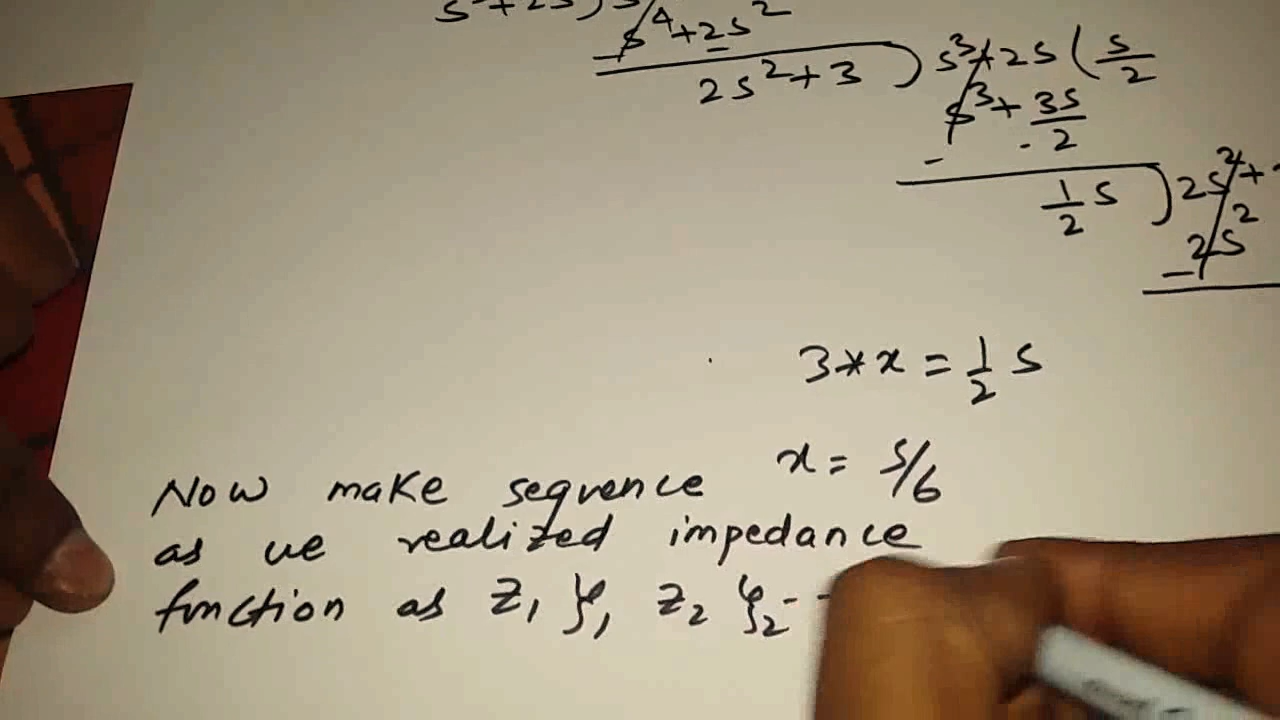 s⁴+2s²
2s²+3 ) s³+2s ( s/2
s³+3s/2
1/2 s ) 2s²+
2s²
3*x = 1/2 s
x = s/6
Now make sequence
as we realized impedance
function as Z₁ Y₁ Z₂ Y₂--